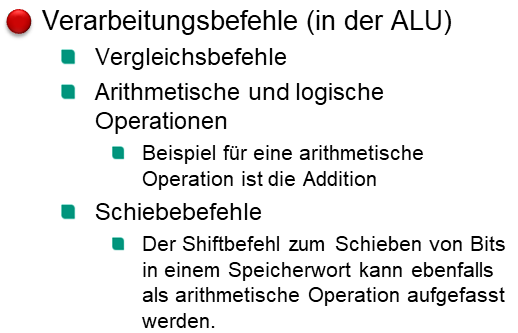 Verarbeitungsbefehle (in der ALU)
Vergleichsbefehle
Arithmetische und logische
Operationen
Beispiel für eine arithmetische
Operation ist die Addition
Schiebebefehle
Der Shiftbefehl zum Schieben von Bits
in einem Speicherwort kann ebenfalls
als arithmetische Operation aufgefasst
werden.